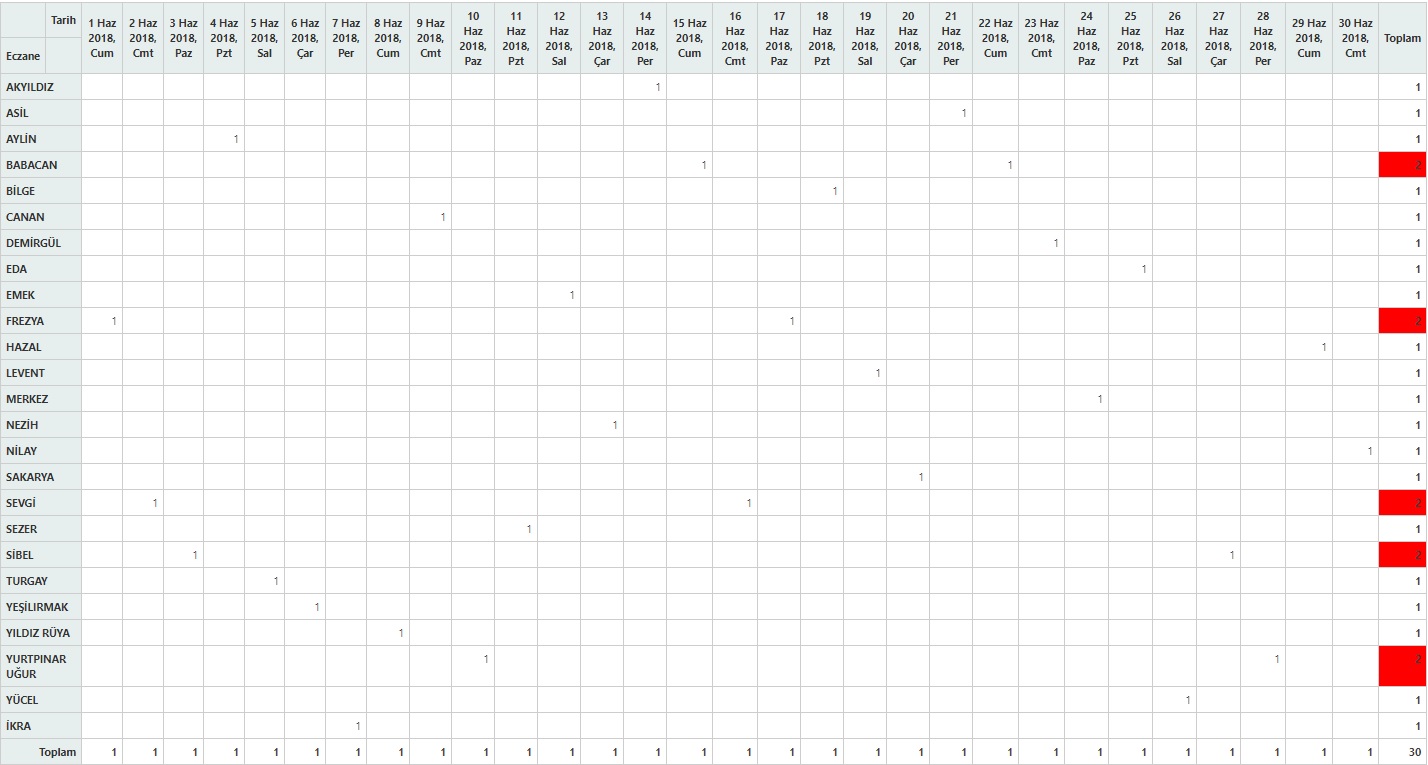 Tarih
Eczane
1 Haz 2018, Cum
2 Haz 2018, Cmt
3 Haz 2018, Paz
4 Haz 2018, Pzt
5 Haz 2018, Sal
6 Haz 2018, Çar
7 Haz 2018, Per
8 Haz 2018, Cum
9 Haz 2018, Cmt
10 Haz 2018, Paz
11 Haz 2018, Pzt
12 Haz 2018, Sal
13 Haz 2018, Çar
14 Haz 2018, Per
15 Haz 2018, Cum
16 Haz 2018, Cmt
17 Haz 2018, Paz
18 Haz 2018, Pzt
19 Haz 2018, Sal
20 Haz 2018, Çar
21 Haz 2018, Per
22 Haz 2018, Cum
23 Haz 2018, Cmt
24 Haz 2018, Paz
25 Haz 2018, Pzt
26 Haz 2018, Sal
27 Haz 2018, Çar
28 Haz 2018, Per
29 Haz 2018, Cum
30 Haz 2018, Cmt
Toplam
AKYILDIZ 1 1
ASİL 1 1
AYLİN 1 1
BABACAN 1 1 2
BİLGE 1 1
CANAN 1 1
DEMİRGÜL 1 1
EDA 1 1
EMEK 1 1
FREZYA 1 1 2
HAZAL 1 1
LEVENT 1 1
MERKEZ 1 1
NEZİH 1 1
NİLAY 1 1
SAKARYA 1 1
SEVGİ 1 1 2
SEZER 1 1
SİBEL 1 1 2
TURGAY 1 1
YEŞİLIRMAK 1 1
YILDIZ RÜYA 1 1
YURTPINAR UĞUR 1 1 2
YÜCEL 1 1
İKRA 1 1
Toplam 1 1 1 1 1 1 1 1 1 1 1 1 1 1 1 1 1 1 1 1 1 1 1 1 1 1 1 1 1 1 30